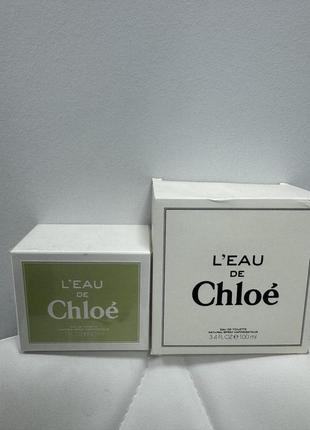 L'EAU
DE
Chloé
L'EAU
DE
Chloé
EAU DE TOILETTE
NATURAL SPRAY VAPORISATEUR
3.4 FL.OZ ℮ 100 ml